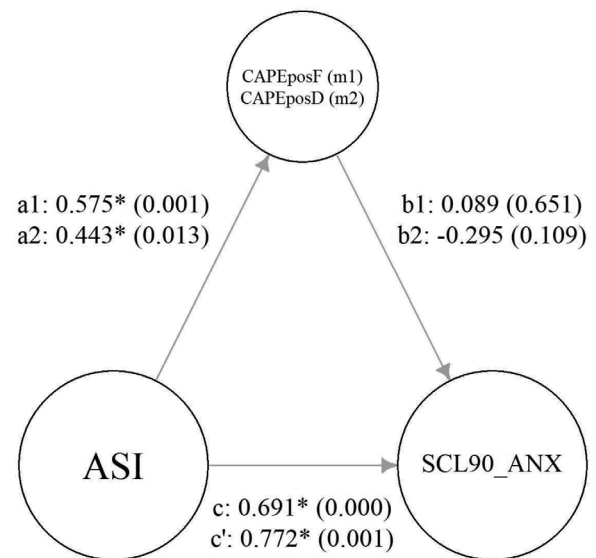 CAPEposF (m1)
CAPEposD (m2)
a1: 0.575* (0.001)
a2: 0.443* (0.013)
b1: 0.089 (0.651)
b2: -0.295 (0.109)
ASI
SCL90_ANX
c: 0.691* (0.000)
c': 0.772* (0.001)